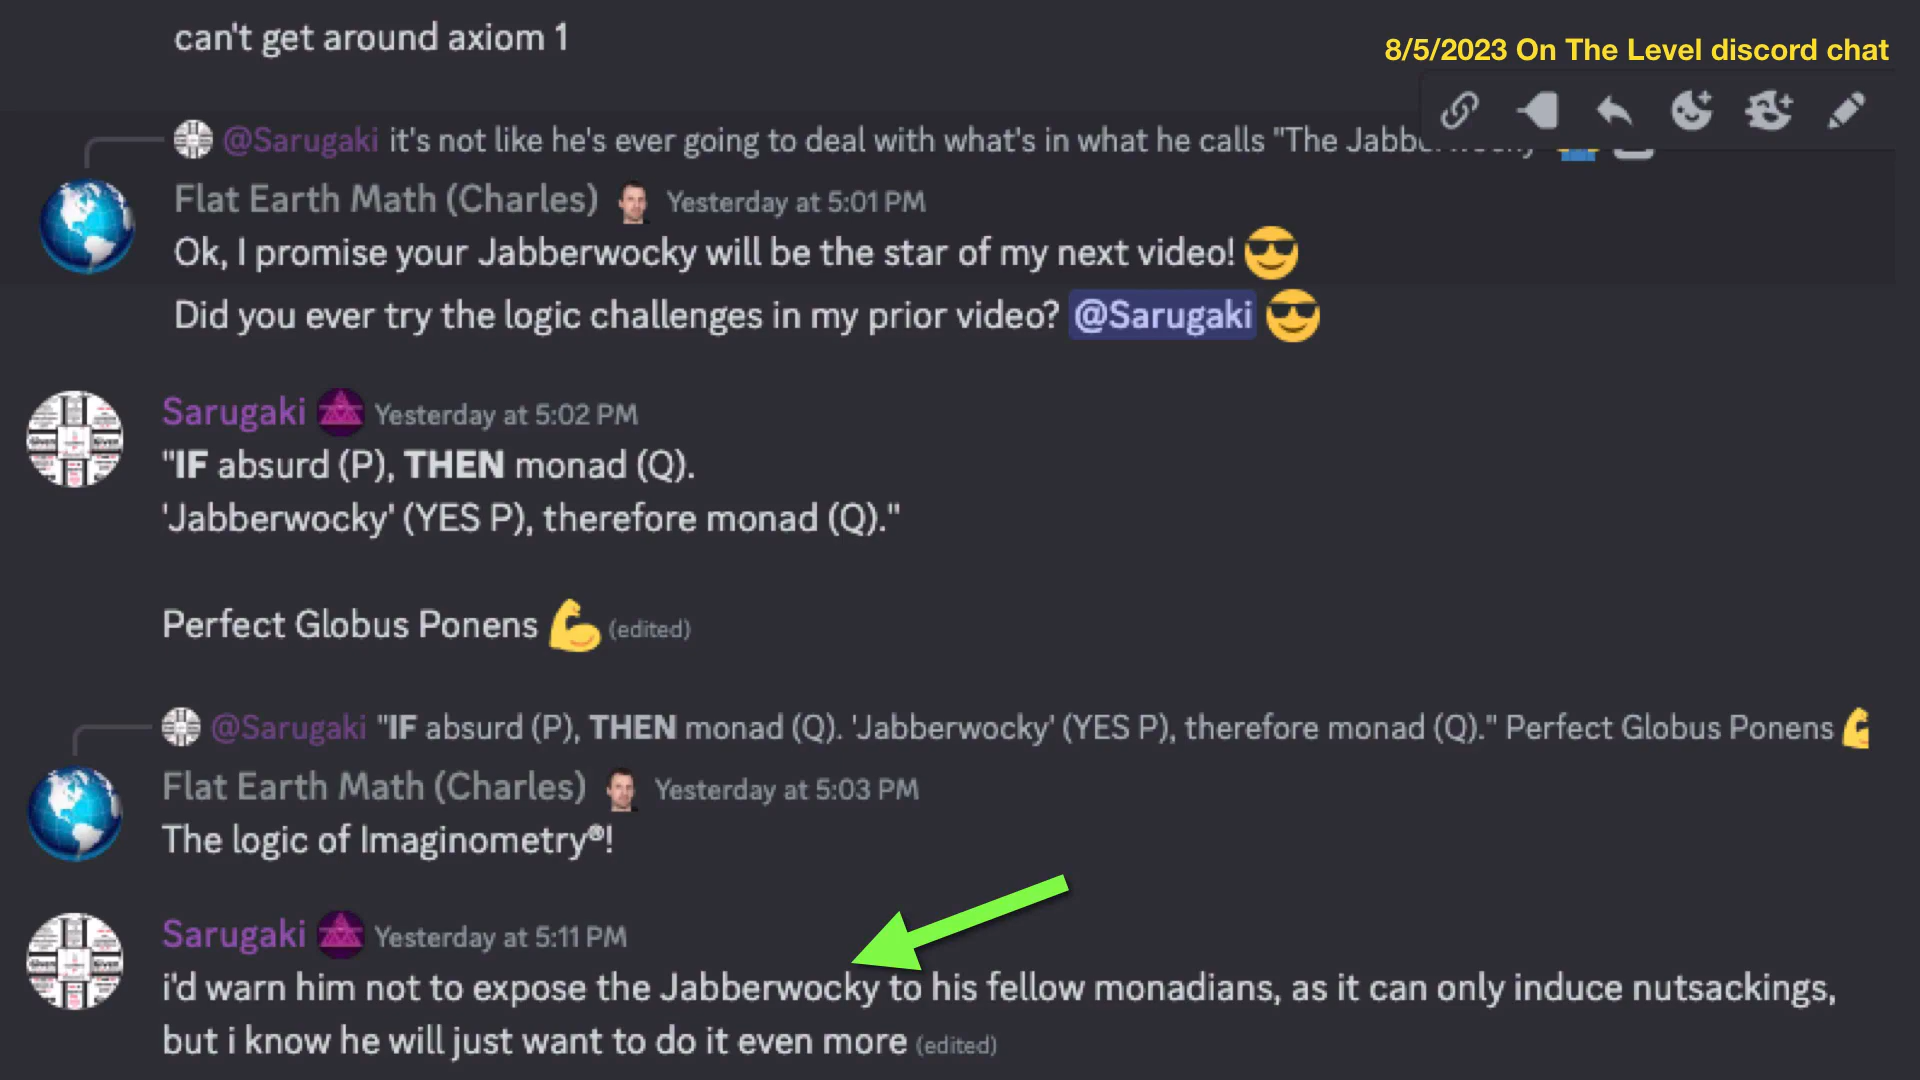 can't get around axiom 1
8/5/2023 On The Level discord chat
@Sarugaki it's not like he's ever going to deal with what's in what he calls "The
Flat Earth Math (Charles) Yesterday at 5:01 PM
Ok, I promise your Jabberwocky will be the star of my next video! 😎
Did you ever try the logic challenges in my prior video? @Sarugaki 😎
Sarugaki Yesterday at 5:02 PM
"IF absurd (P), THEN monad (Q).
'Jabberwocky' (YES P), therefore monad (Q)."
Perfect Globus Ponens 💪 (edited)
@Sarugaki "IF absurd (P), THEN monad (Q). 'Jabberwocky' (YES P), therefore monad (Q)." Perfect Globus Ponens 💪
Flat Earth Math (Charles) Yesterday at 5:03 PM
The logic of Imaginometry®!
Sarugaki Yesterday at 5:11 PM
i'd warn him not to expose the Jabberwocky to his fellow monadians, as it can only induce nutsackings,
but i know he will just want to do it even more (edited)